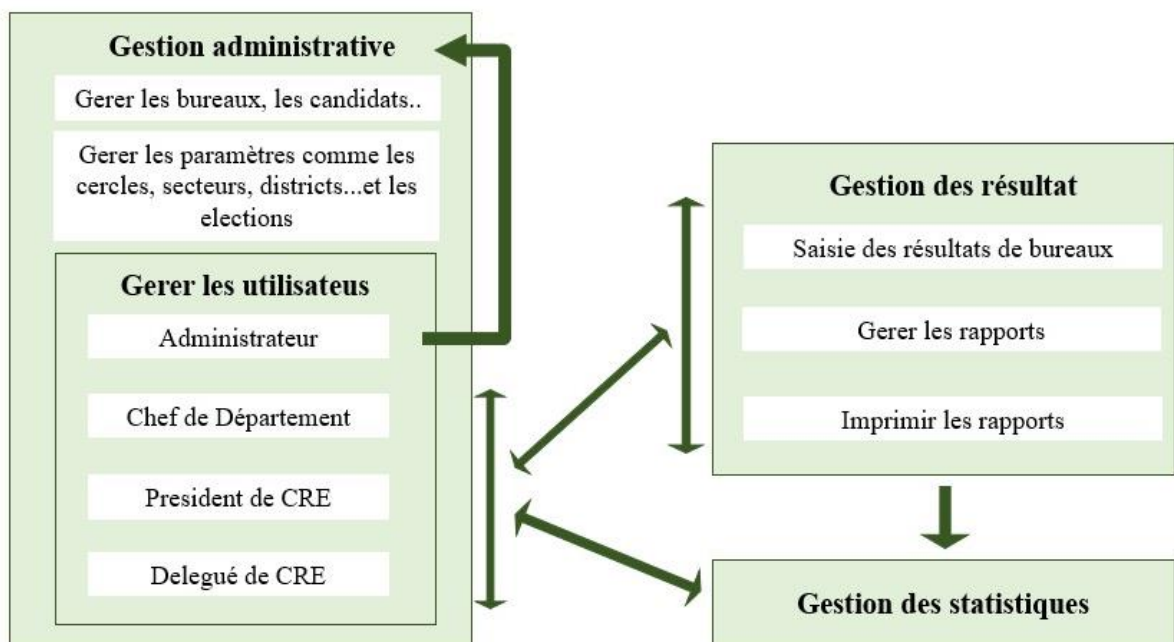 Gestion administrative
Gerer les bureaux, les candidats..
Gerer les paramètres comme les
cercles, secteurs, districts...et les
elections
Gerer les utilisateus
Administrateur
Chef de Département
President de CRE
Delegué de CRE
Gestion des résultat
Saisie des résultats de bureaux
Gerer les rapports
Imprimir les rapports
Gestion des statistiques